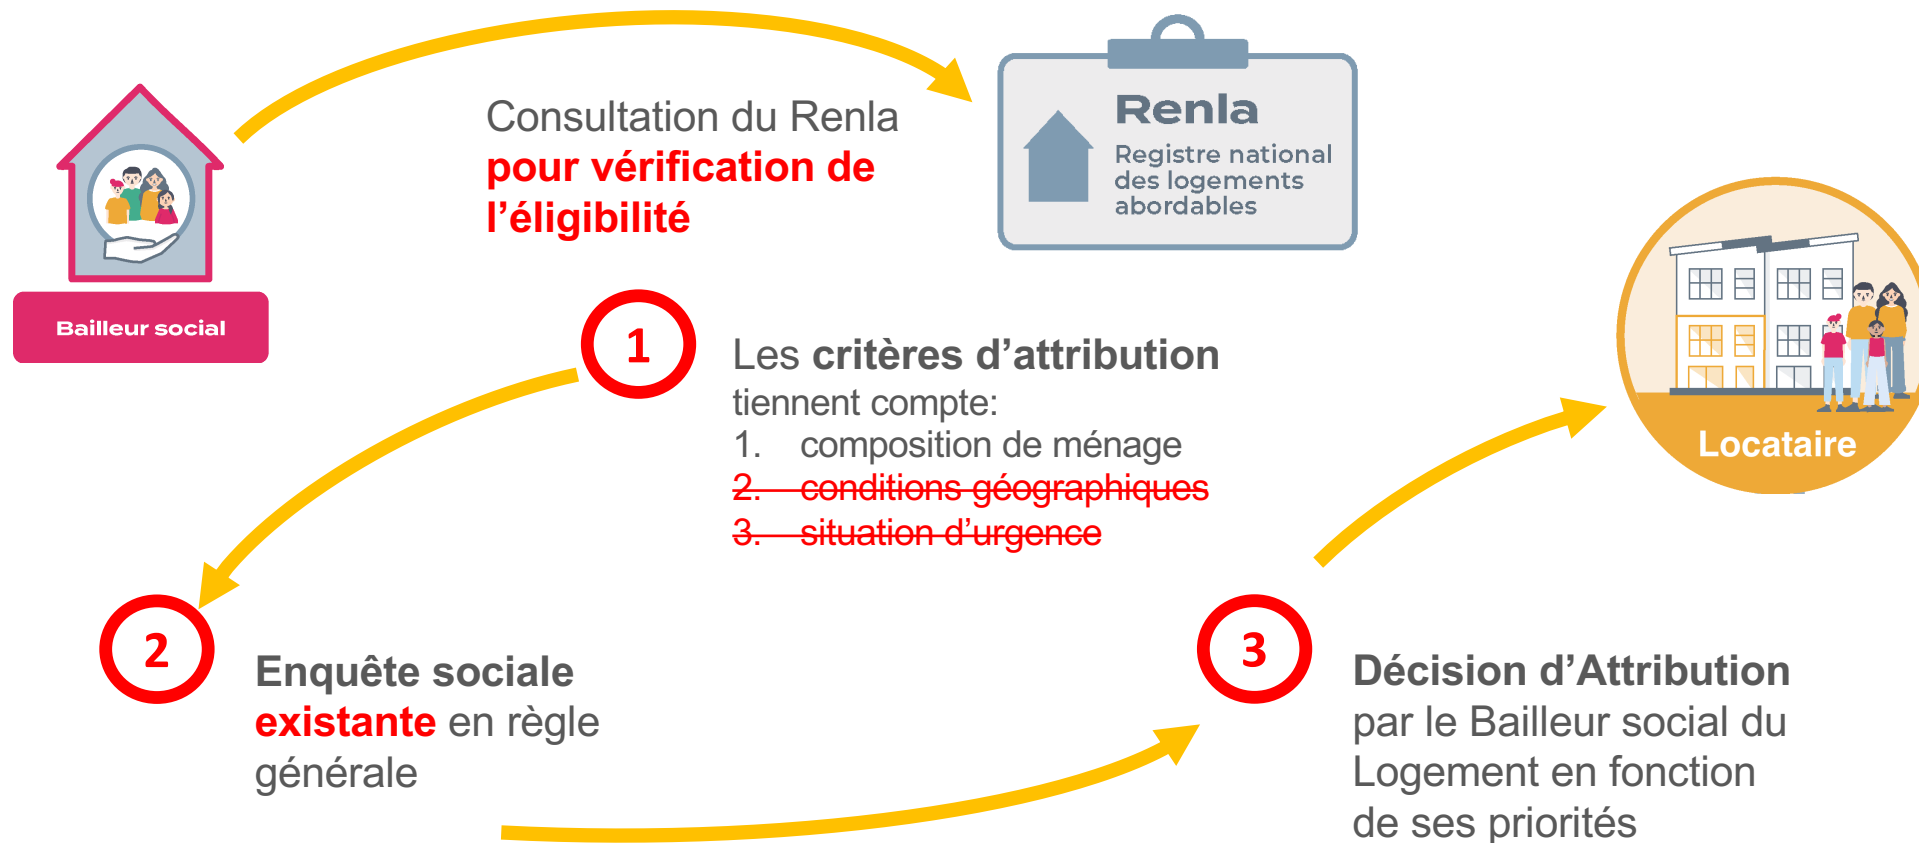 Bailleur social
Consultation du Renla
pour vérification de
l’éligibilité
Renla
Registre national
des logements
abordables
1
Les critères d’attribution
tiennent compte:
1. composition de ménage
2. conditions géographiques
3. situation d’urgence
Locataire
2
Enquête sociale
existante en règle
générale
3
Décision d’Attribution
par le Bailleur social du
Logement en fonction
de ses priorités